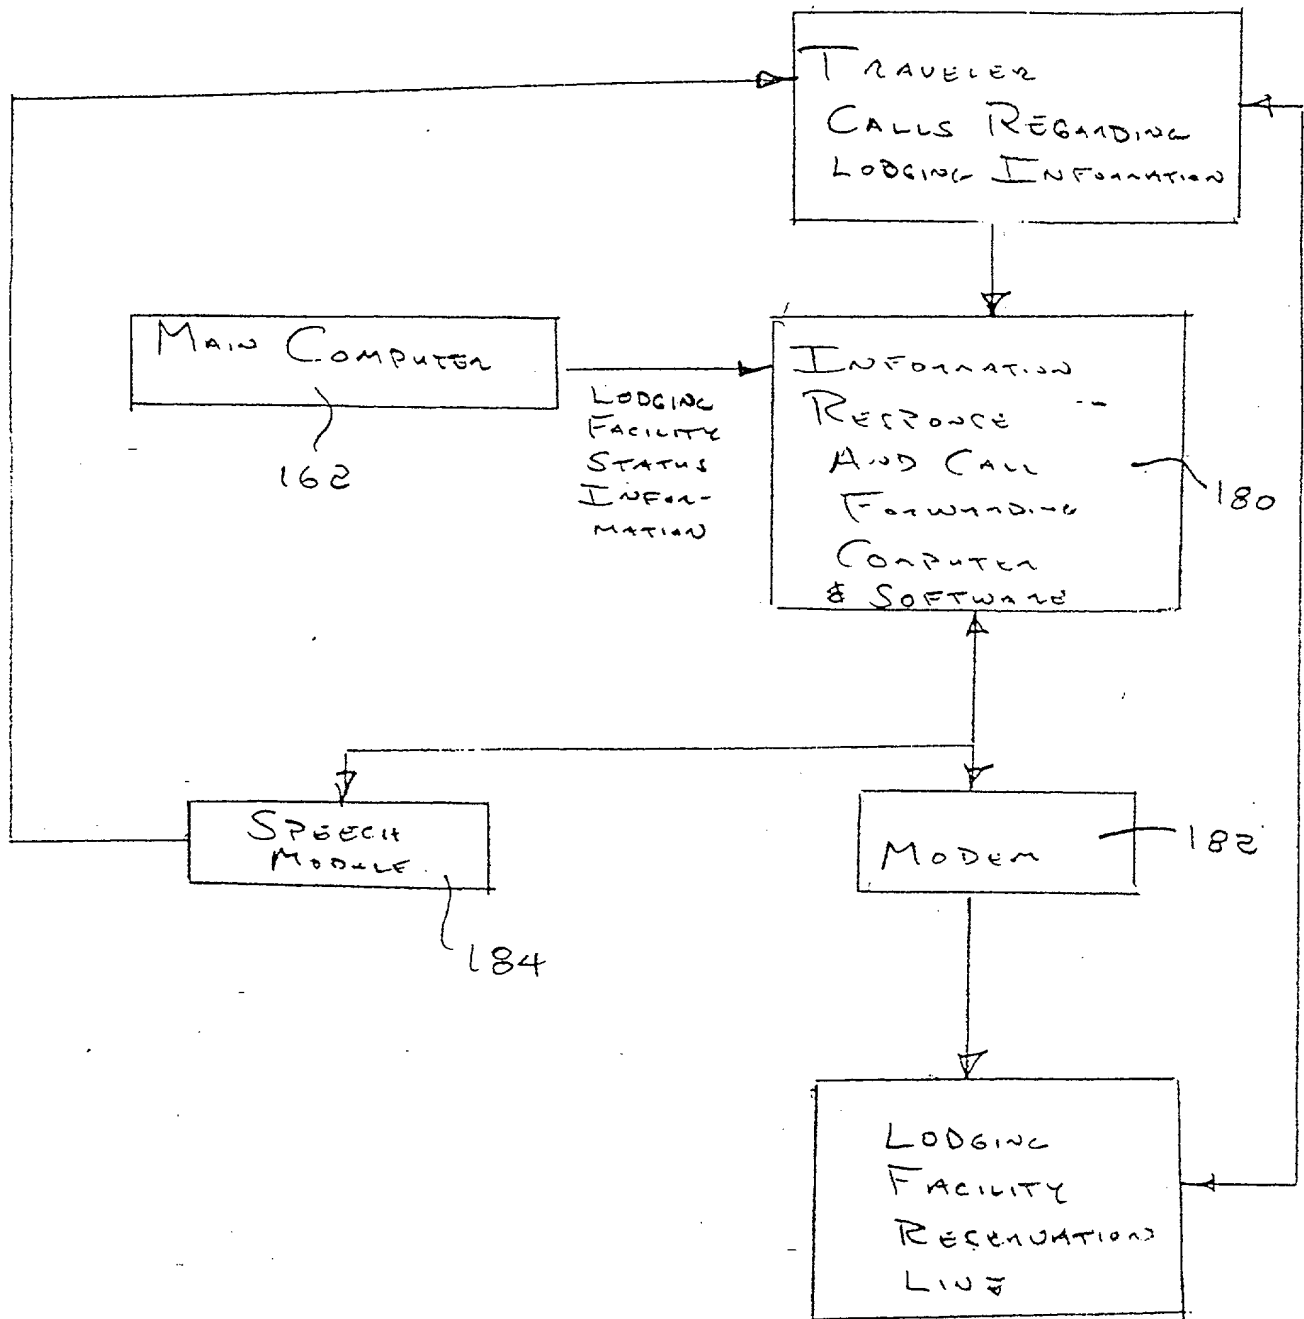 TRAVELER
CALLS REGARDING
LODGING INFORMATION
MAIN COMPUTER
162
LODGING
FACILITY
STATUS
INFOR-
MATION
INFORMATION
RESPONSE
AND CALL
FORWARDING
COMPUTER
& SOFTWARE
180
SPEECH
MODULE
184
MODEM
182
LODGING
FACILITY
RESERVATIONS
LINE